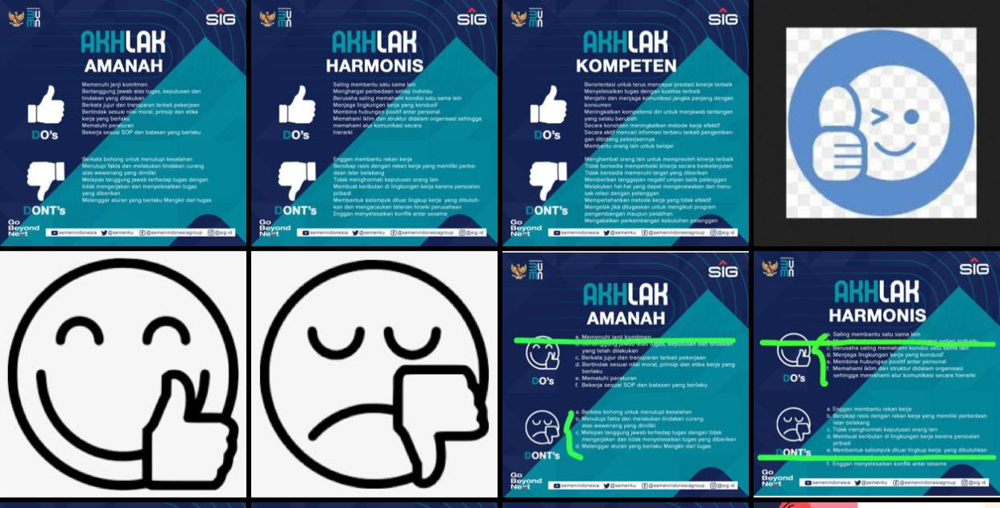 SIG
AKHLAK
AMANAH
Memenuhi janji komitmen
Bertanggung jawab atas tugas, keputusan dan
tindakan yang dilakukan
Berkata jujur dan transparan terkait pekerjaan
Bertindak sesuai nilai moral, prinsip dan etika
kerja yang berlaku
Mematuhi peraturan
Bekerja sesuai SOP dan batasan yang berlaku
DO's
Berkata bohong untuk menutupi kesalahan
Menutupi fakta dan melakukan tindakan curang
atas wewenang yang dimiliki
Melepas tanggung jawab terhadap tugas dengan
tidak mengerjakan dan menyelesaikan tugas
yang diberikan
Melanggar aturan yang berlaku Mangkir dari tugas
DONT's
Go
Beyond
Next
semenindonesia @semenku @semenindonesiagroup @sig.id
SIG
AKHLAK
HARMONIS
Saling membantu satu sama lain
Menghargai perbedaan setiap individu
Berusaha saling memahami kondisi satu sama lain
Menjaga lingkungan kerja yang kondusif
Membina hubungan positif antar personal
Memahami iklim dan struktur didalam organisasi sehingga
memahami alur komunikasi secara
hierarki
DO's
Enggan membantu rekan kerja
Bersikap rasis dengan rekan kerja yang memiliki perbe-
daan latar belakang
Tidak menghormati keputusan orang lain
Membuat keributan di lingkungan kerja karena persoalan
pribadi
Membentuk kelompok diluar lingkup kerja yang dibutuh-
kan dan mengacaukan tatanan hirarki perusahaan
Enggan menyelesaikan konflik antar sesama
DONT's
Go
Beyond
Next
semenindonesia @semenku @semenindonesiagroup @sig.id
SIG
AKHLAK
KOMPETEN
Berorientasi untuk terus mencapai prestasi kinerja terbaik
Menyelesaikan tugas dengan kualitas terbaik
Menjalin dan menjaga komunikasi jangka panjang dengan
konsumen
Meningkatkan kompetensi diri untuk menjawab tantangan
yang selalu berubah
Secara konsisten meningkatkan metode kerja efektif
Secara aktif mencari informasi terbaru terkait pengemban-
gan dibidang pekerjaannya
Membantu orang lain untuk belajar
DO's
Menghambat orang lain untuk memperoleh kinerja terbaik
Tidak bersedia memperbaiki kinerja secara berkelanjutan
Tidak bersedia memenuhi target yang diberikan
Memberikan tanggapan negatif umpan balik pelanggan
Melakukan hal-hal yang dapat mengecewakan dan meru-
sak relasi dengan pelanggan
Mempertahankan metode kerja yang tidak efektif
Mengelak jika ditugaskan untuk mengikuti program
pengembangan maupun pelatihan
Mengabaikan perkembangan kebutuhan pelanggan
DONT's
Go
Beyond
Next
semenindonesia @semenku @semenindonesiagroup @sig.id
SIG
AKHLAK
AMANAH
a. Memenuhi janji komitmen
b. Bertanggung jawab atas tugas, keputusan dan tindakan
yang telah dilakukan
c. Berkata jujur dan transparan terkait pekerjaan
d. Bertindak sesuai nilai moral, prinsip dan etika kerja yang
berlaku
e. Mematuhi peraturan
f. Bekerja sesuai SOP dan batasan yang berlaku
DO's
a. Berkata bohong untuk menutupi kesalahan
b. Menutupi fakta dan melakukan tindakan curang
atas wewenang yang dimiliki
c. Melepas tanggung jawab terhadap tugas dengan tidak
mengerjakan dan tidak menyelesaikan tugas yang diberikan
d. Melanggar aturan yang berlaku Mangkir dari tugas
DONT's
Go
Beyond
Next
semenindonesia @semenku @semenindonesiagroup @sig.id
SIG
AKHLAK
HARMONIS
a. Saling membantu satu sama lain
setiap individu
c. Berusaha saling memahami kondisi satu sama lain
d. Menjaga lingkungan kerja yang kondusif
e. Membina hubungan positif antar personal
f. Memahami iklim dan struktur didalam organisasi
sehingga memahami alur komunikasi secara hierarki
DO's
a. Enggan membantu rekan kerja
b. Bersikap rasis dengan rekan kerja yang memiliki perbedaan
latar belakang
c. Tidak menghormati keputusan orang lain
d. Membuat keributan di lingkungan kerja karena persoalan
pribadi
e. Membentuk kelompok diluar lingkup kerja yang dibutuhkan
f. Enggan menyelesaikan konflik antar sesama
DONT's
Go
Beyond
Next
semenindonesia @semenku @semenindonesiagroup @sig.id